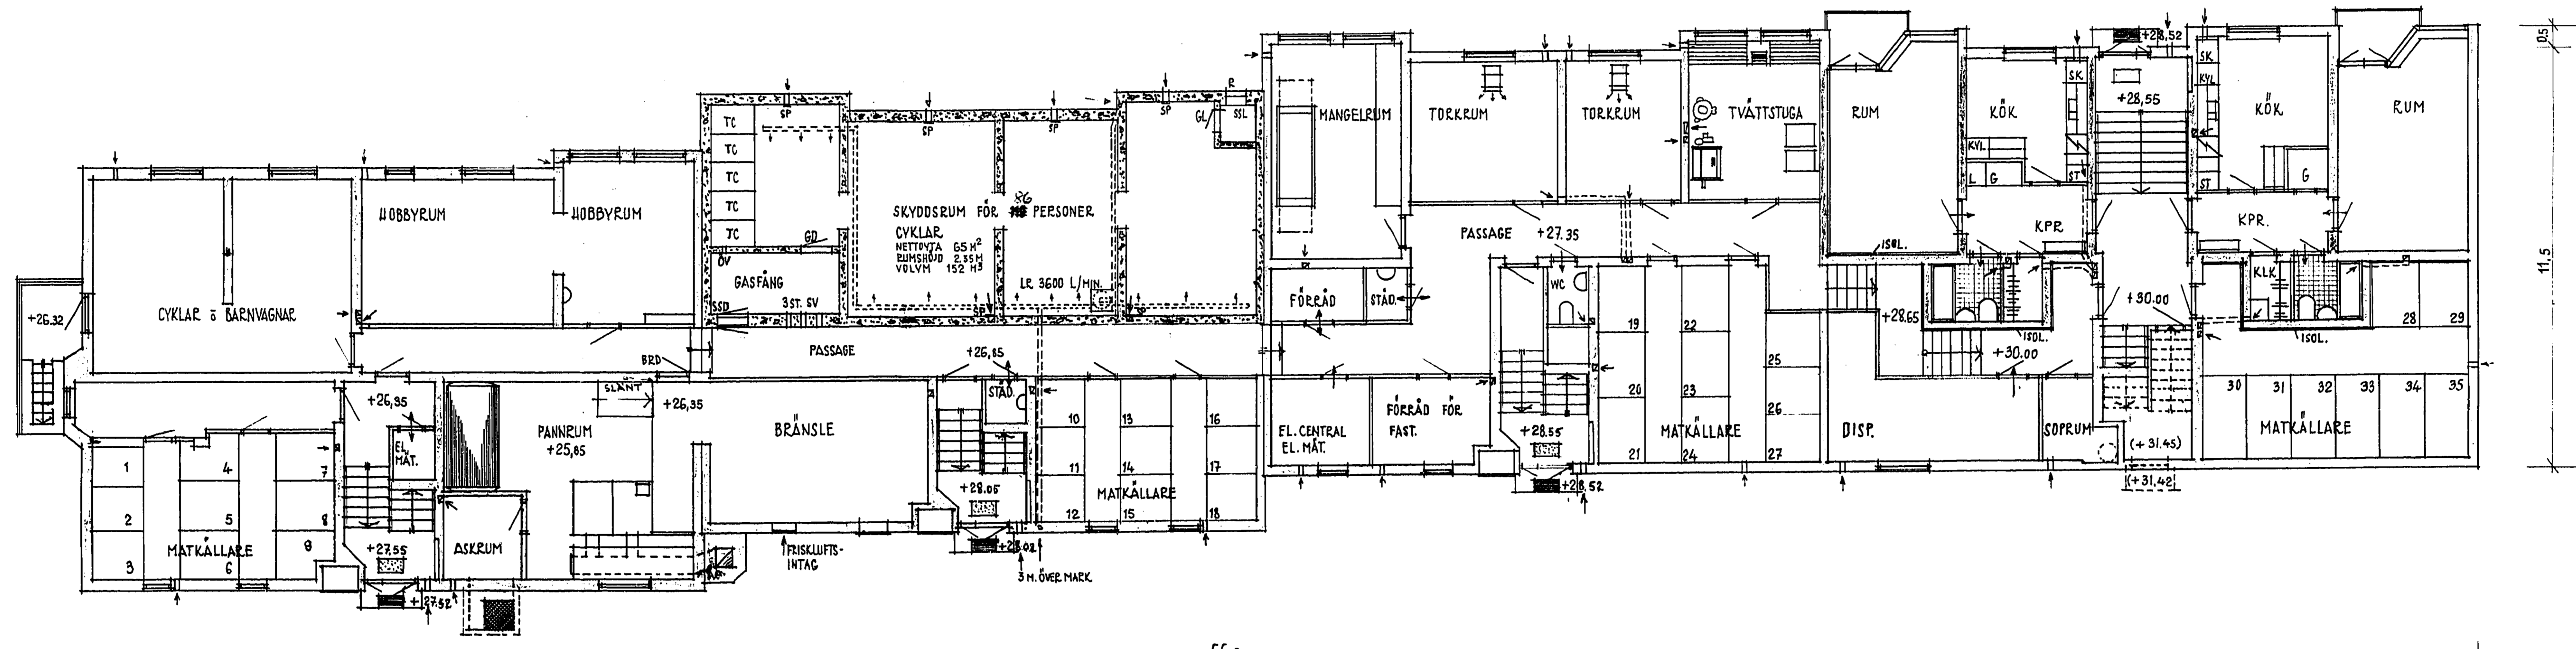 CYKLAR o BARNVAGNAR
+26.32
HOBBYRUM
HOBBYRUM
BRD
TC
TC
TC
TC
TC
SP
GD
ÖV
GASFÅNG
SSD
3 ST. SV
SP
SP
SP
SP
SKYDDSRUM FÖR 86 PERSONER
CYKLAR
NETTOYTA 65 M²
RUMSHÖJD 2.35 M
VOLYM 152 M³
LR 3600 L/MIN.
R
GL
SSL
PASSAGE
+26,85
MANGELRUM
FÖRRÅD
STÄD.
TORKRUM
TORKRUM
TVÄTTSTUGA
PASSAGE
+27.35
RUM
ISOL.
KÖK
SK
KYL
L
G
ST
KPR
+28,52
+28,55
SK
KYL
ST
KÖK
G
KPR.
KLK
RUM
0,5
11,5
1
2
3
4
5
6
7
8
9
MATKÄLLARE
+26,35
EL.
MÄT.
+27.55
+27.52
PANNRUM
+25,85
SLÄNT
+26,35
ASKRUM
BRÄNSLE
FRISKLUFTS-
INTAG
STÄD.
+28.05
+28.02
3 M. ÖVER MARK
10
11
12
13
14
15
16
17
18
MATKÄLLARE
EL.CENTRAL
EL. MÄT.
FÖRRÅD FÖR
FAST.
WC
+28.55
+28.52
19
20
21
22
23
24
25
26
27
MATKÄLLARE
+28.65
DISP.
ISOL.
+30.00
SOPRUM
+30.00
(+31.45)
(+31.42)
ISOL.
28
29
30
31
32
33
34
35
MATKÄLLARE